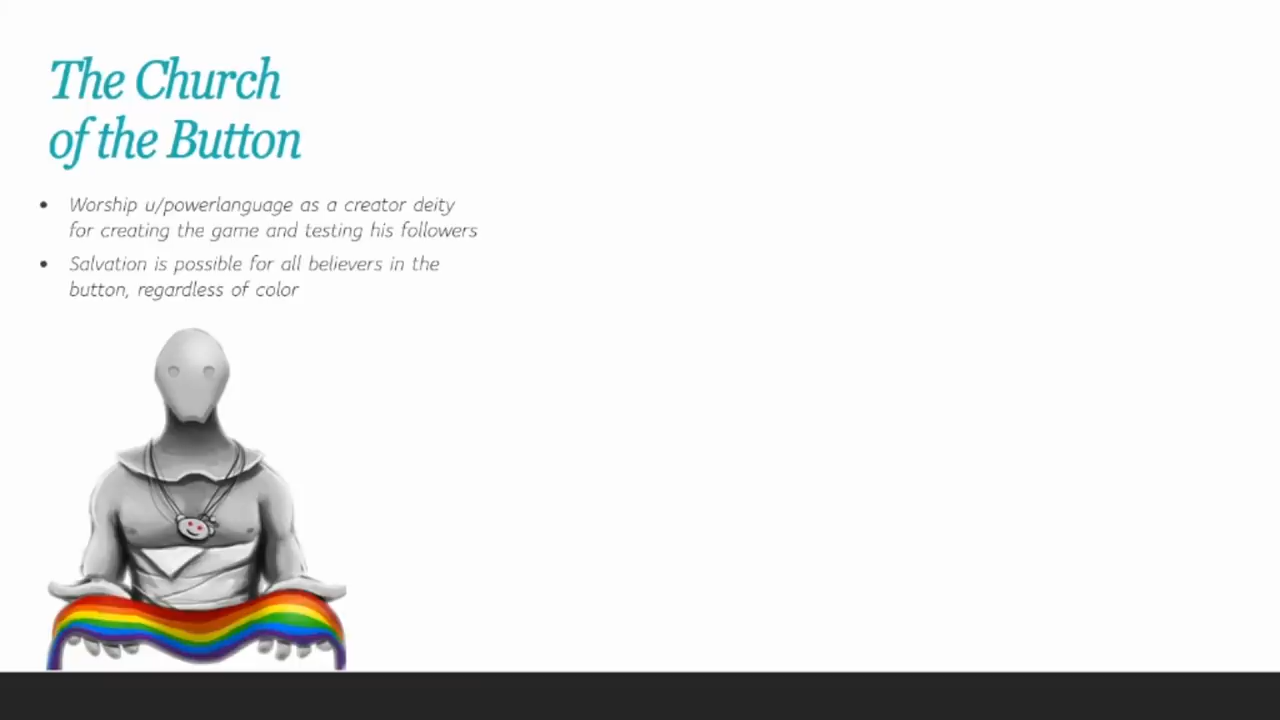 The Church
of the Button
• Worship u/powerlanguage as a creator deity
for creating the game and testing his followers
• Salvation is possible for all believers in the
button, regardless of color